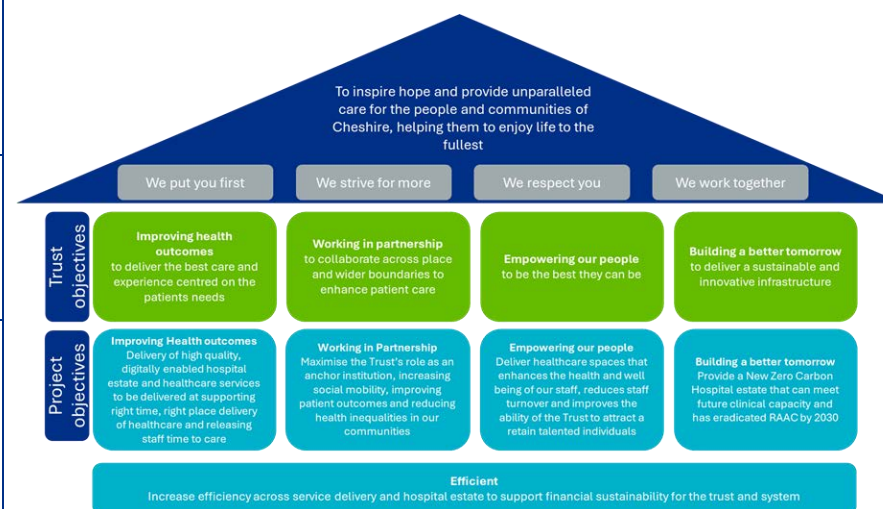 To inspire hope and provide unparalleled
care for the people and communities of
Cheshire, helping them to enjoy life to the
fullest
We put you first
We strive for more
We respect you
We work together
Trust
objectives
Improving health
outcomes
to deliver the best care and
experience centred on the
patients needs
Working in partnership
to collaborate across place
and wider boundaries to
enhance patient care
Empowering our people
to be the best they can be
Building a better tomorrow
to deliver a sustainable and
innovative infrastructure
Project
objectives
Improving Health outcomes
Delivery of high quality,
digitally enabled hospital
estate and healthcare services
to be delivered at supporting
right time, right place delivery
of healthcare and releasing
staff time to care
Working in Partnership
Maximise the Trust's role as an
anchor institution, increasing
social mobility, improving
patient outcomes and reducing
health inequalities in our
communities
Empowering our people
Deliver healthcare spaces that
enhances the health and well
being of our staff, reduces staff
turnover and improves the
ability of the Trust to attract a
retain talented individuals
Building a better tomorrow
Provide a New Zero Carbon
Hospital estate that can meet
future clinical capacity and
has eradicated RAAC by 2030
Efficient
Increase efficiency across service delivery and hospital estate to support financial sustainability for the trust and system